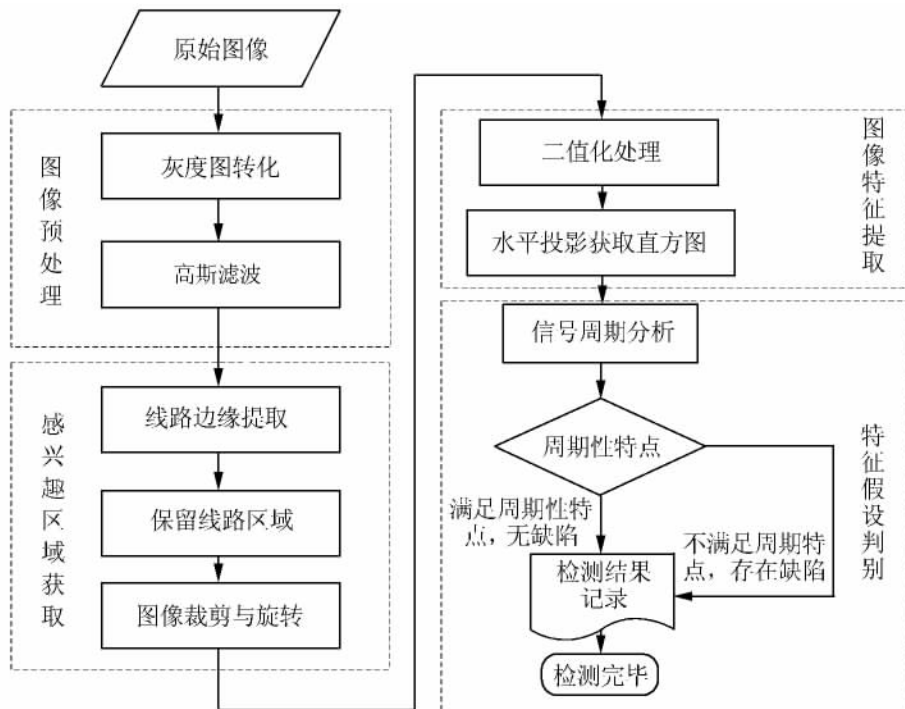 原始图像
图像预处理
灰度图转化
高斯滤波
感兴趣区域获取
线路边缘提取
保留线路区域
图像裁剪与旋转
图像特征提取
二值化处理
水平投影获取直方图
特征假设判别
信号周期分析
周期性特点
满足周期性特
点,无缺陷
不满足周期特
点,存在缺陷
检测结果
记录
检测完毕